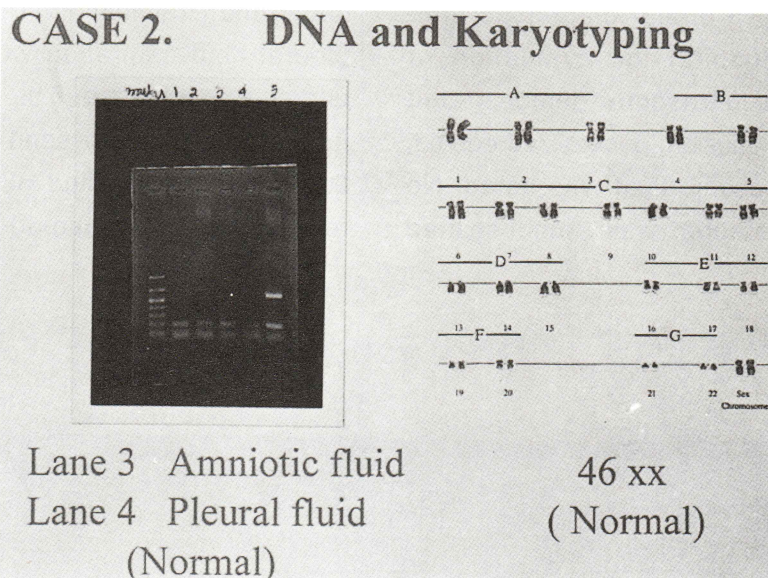 CASE 2. DNA and Karyotyping
marker 1 2 3 4 5
A B
1 2 3 C 4 5
6 D 7 8 9 10 E 11 12
13 F 14 15 16 G 17 18
19 20 21 22 Sex
Chromosome
Lane 3 Amniotic fluid
Lane 4 Pleural fluid
(Normal)
46 xx
( Normal)